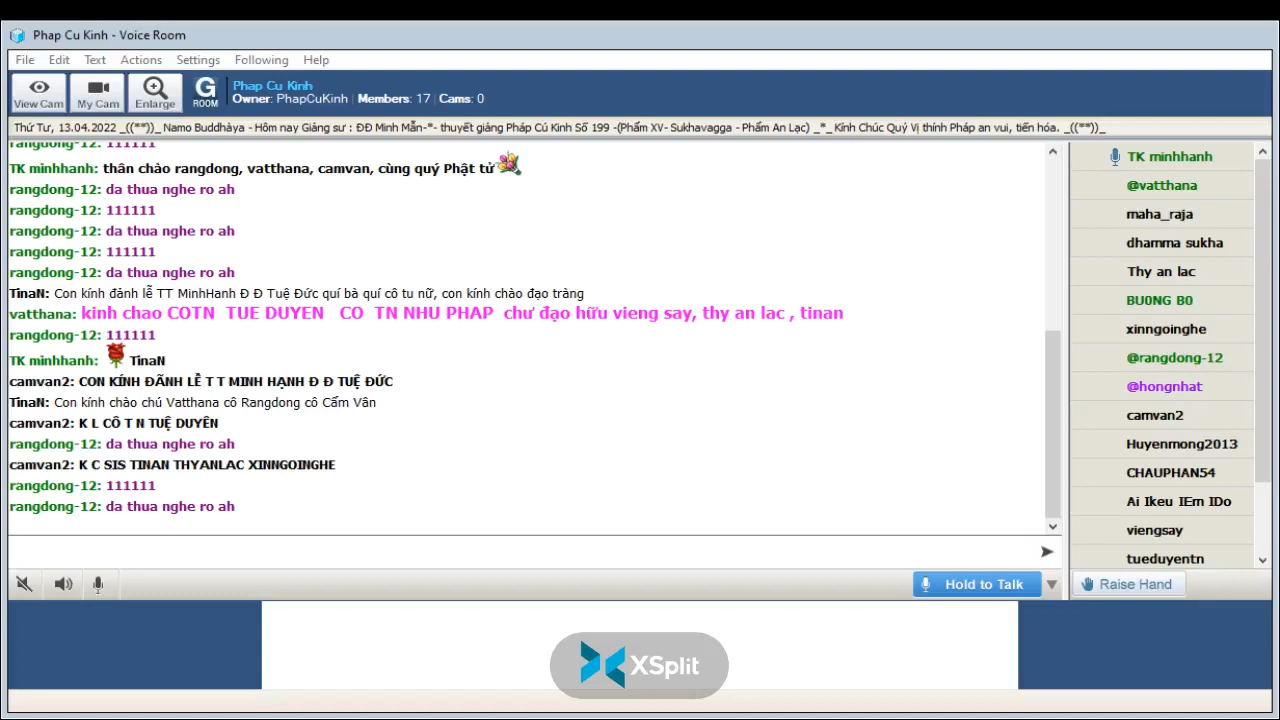 Phap Cu Kinh - Voice Room
File Edit Text Actions Settings Following Help
View Cam My Cam Enlarge G ROOM
Phap Cu Kinh
Owner: PhapCuKinh | Members: 17 | Cams: 0
Thứ Tư, 13.04.2022 _((**))_ Namo Buddhàya - Hôm nay Giảng sư : ĐĐ Minh Mẫn-*- thuyết giảng Pháp Cú Kinh Số 199 -(Phẩm XV- Sukhavagga - Phẩm An Lạc) _*_ Kính Chúc Quý Vị thính Pháp an vui, tiến hóa. _((**))_
rangdong-12: 111111
TK minhhanh: thân chào rangdong, vatthana, camvan, cùng quý Phật tử
rangdong-12: da thua nghe ro ah
rangdong-12: 111111
rangdong-12: da thua nghe ro ah
rangdong-12: 111111
rangdong-12: da thua nghe ro ah
TinaN: Con kính đảnh lễ TT MinhHanh Đ Đ Tuệ Đức quí bà quí cô tu nữ, con kính chào đạo tràng
vatthana: kinh chao COTN TUE DUYEN CO TN NHU PHAP chư đạo hữu vieng say, thy an lac , tinan
rangdong-12: 111111
TK minhhanh: TinaN
camvan2: CON KÍNH ĐÃNH LỄ T T MINH HẠNH Đ Đ TUỆ ĐỨC
TinaN: Con kính chào chú Vatthana cô Rangdong cô Cẩm Vân
camvan2: K L CÔ T N TUỆ DUYÊN
rangdong-12: da thua nghe ro ah
camvan2: K C SIS TINAN THYANLAC XINNGOINGHE
rangdong-12: 111111
rangdong-12: da thua nghe ro ah
TK minhhanh
@vatthana
maha_raja
dhamma sukha
Thy an lac
BU0NG B0
xinngoinghe
@rangdong-12
@hongnhat
camvan2
Huyenmong2013
CHAUPHAN54
Ai Ikeu IEm IDo
viengsay
tueduyentn
Hold to Talk
Raise Hand
XSplit